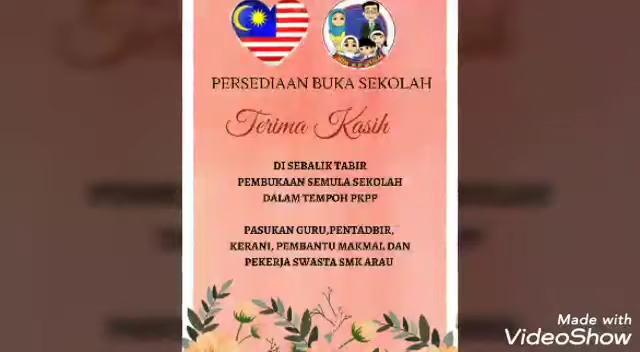 PERSEDIAAN BUKA SEKOLAH
Terima Kasih
DI SEBALIK TABIR
PEMBUKAAN SEMULA SEKOLAH
DALAM TEMPOH PKPP
PASUKAN GURU,PENTADBIR,
KERANI, PEMBANTU MAKMAL DAN
PEKERJA SWASTA SMK ARAU
Made with
VideoShow